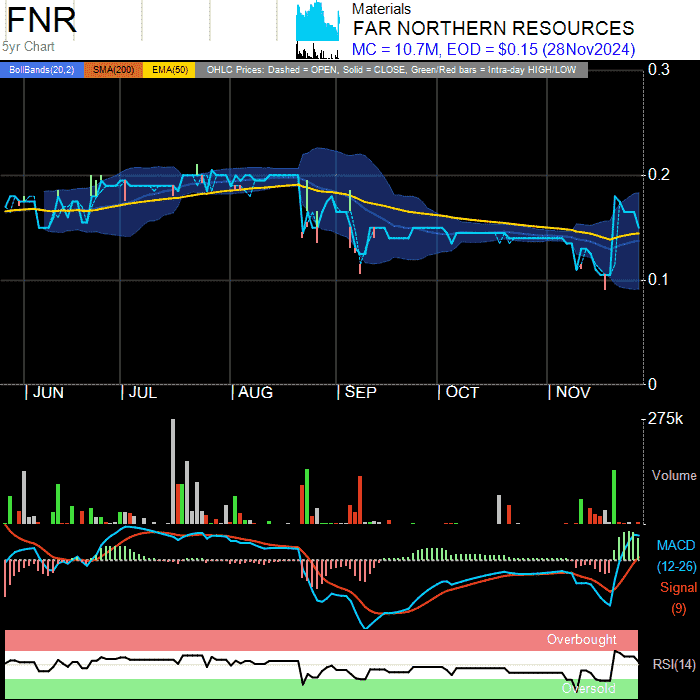 FNR
5yr Chart
Materials
FAR NORTHERN RESOURCES
MC = 10.7M, EOD = $0.15 (28Nov2024)
BollBands(20,2) SMA(200) EMA(50) OHLC Prices: Dashed = OPEN, Solid = CLOSE, Green/Red bars = Intra-day HIGH/LOW
0.3
0.2
0.1
0
JUN JUL AUG SEP OCT NOV
275k
Volume
MACD
(12-26)
Signal
(9)
Overbought
RSI(14)
Oversold